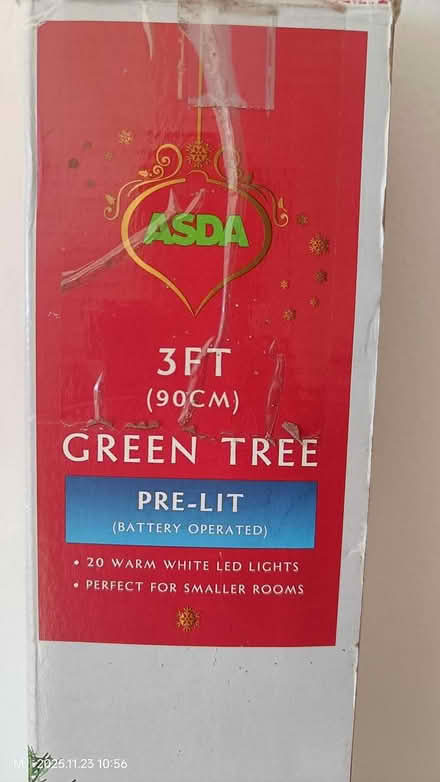 ASDA
3FT
(90CM)
GREEN TREE
PRE-LIT
(BATTERY OPERATED)
• 20 WARM WHITE LED LIGHTS
• PERFECT FOR SMALLER ROOMS
2025.11.23 10:56